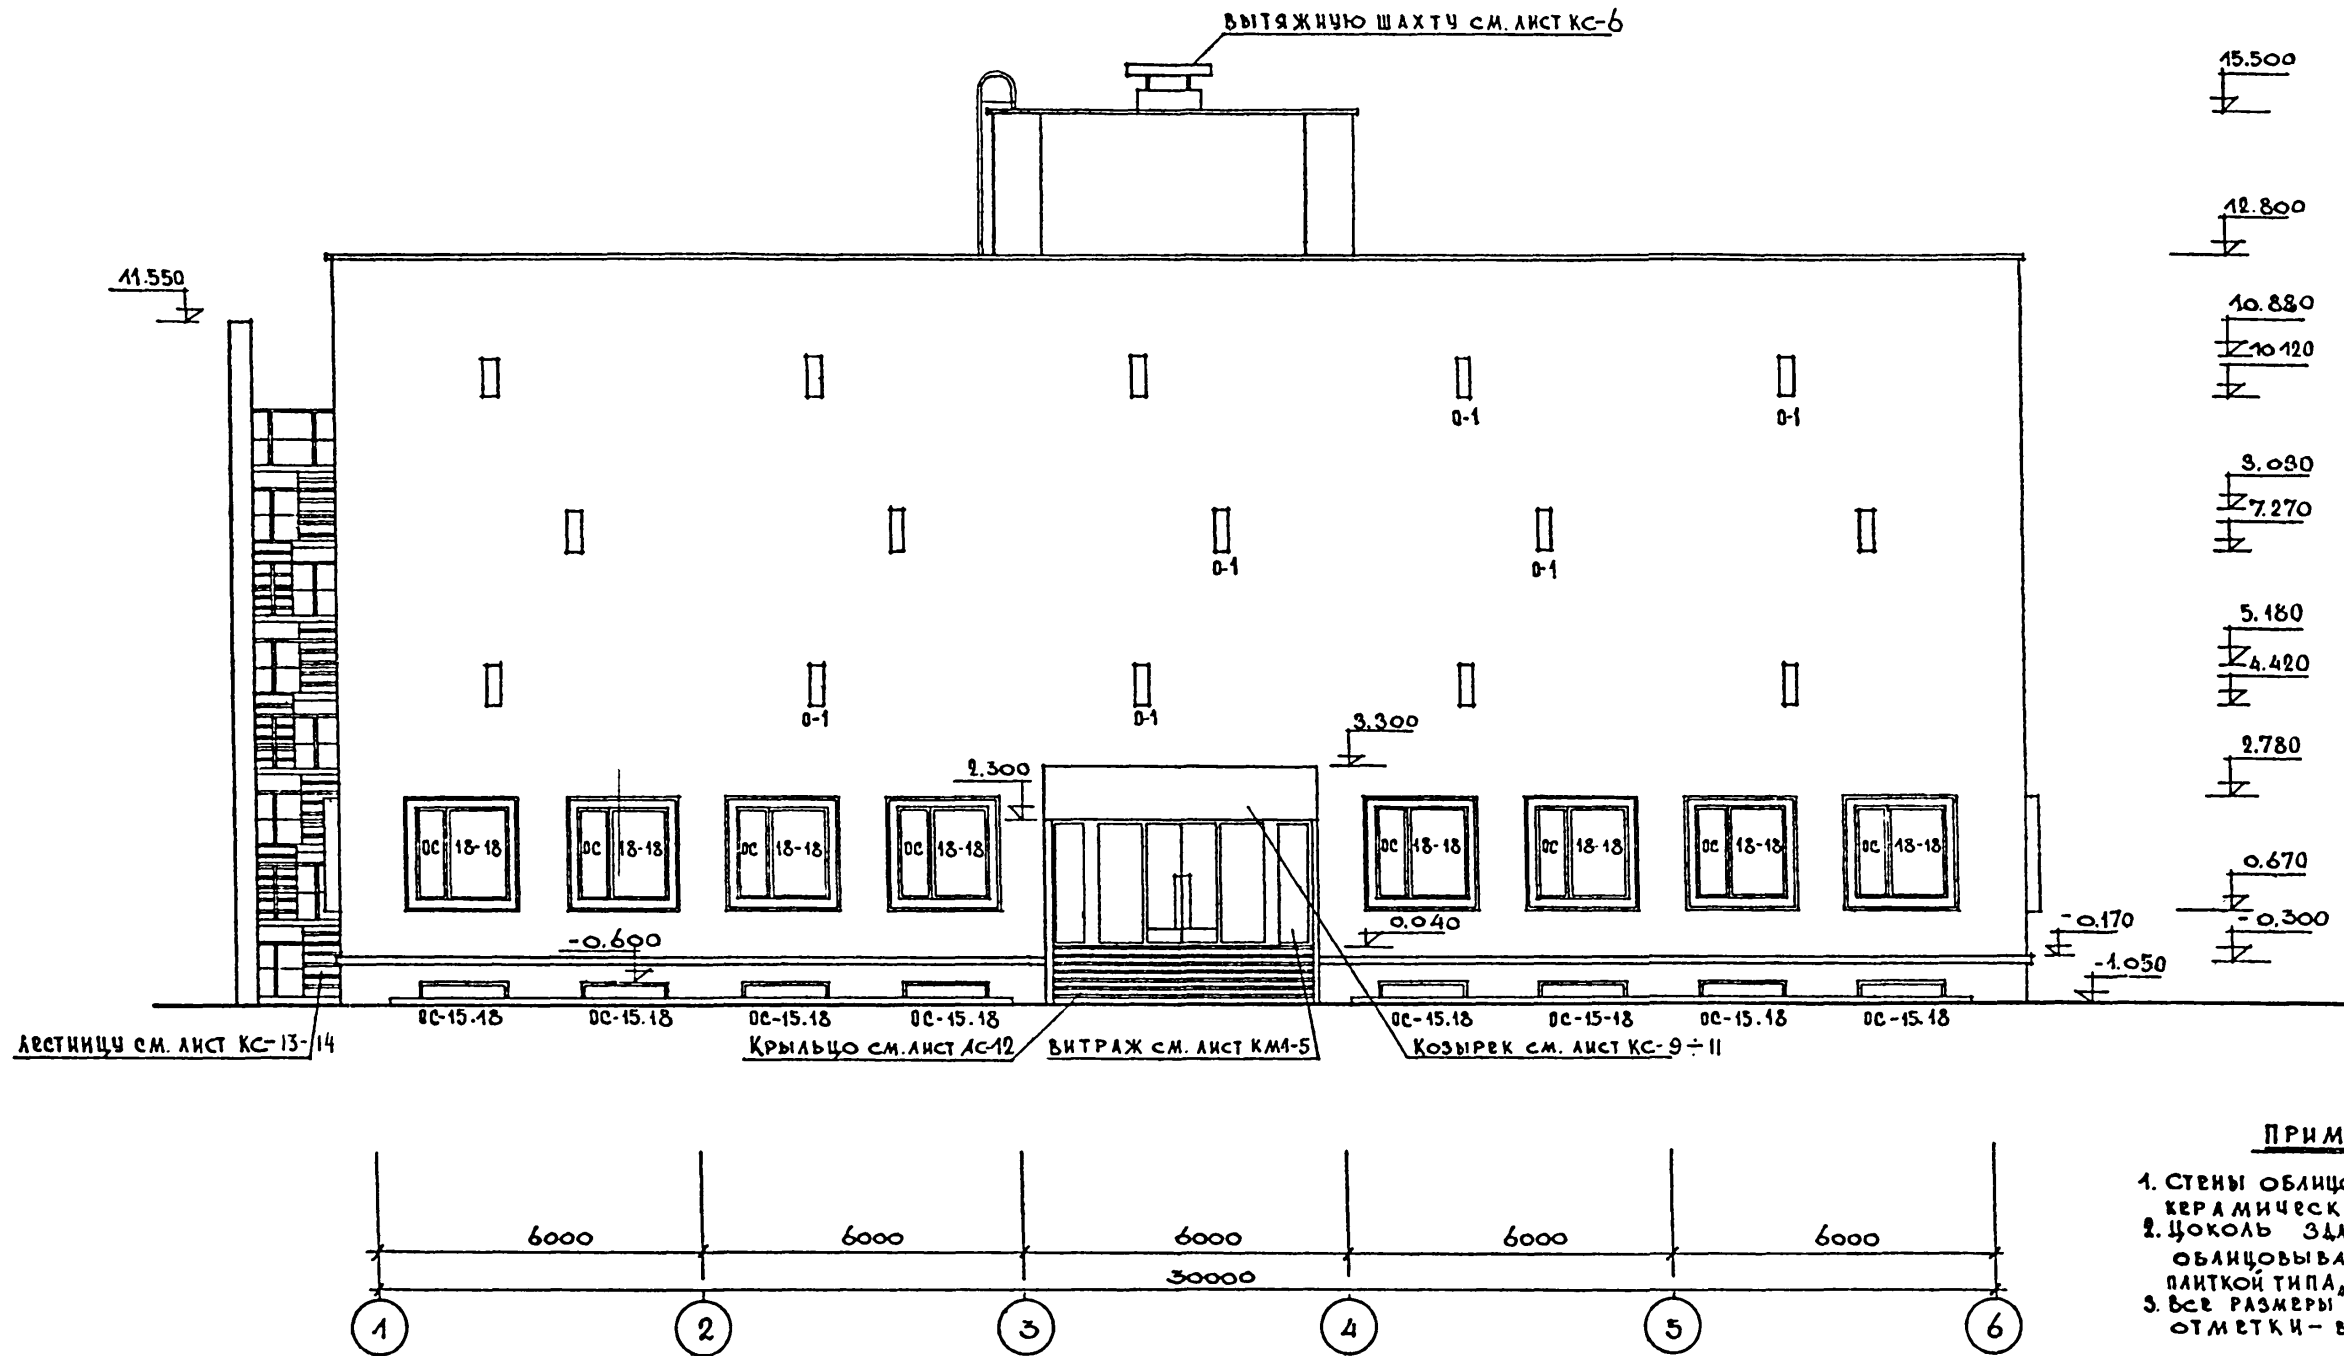 ВЫТЯЖНУЮ ШАХТУ СМ. ЛИСТ КС-6
15.500
12.800
11.550
10.880
10 120
0-1 0-1
8.030
7.270
0-1 0-1
5.180
4.420
0-1 0-1
3.300
2.780
2.300
ОС 18-18 ОС 18-18 ОС 18-18 ОС 18-18 ОС 18-18 ОС 18-18 ОС 18-18 ОС 18-18
0.670
-0.600 0.040 -0.170 -0.300
-1.050
ОС-15.18 ОС-15.18 ОС-15.18 ОС-15.18 ОС-15.18 ОС-15-18 ОС-15.18 ОС-15.18
ЛЕСТНИЦУ СМ. ЛИСТ КС-13-14 КРЫЛЬЦО СМ. ЛИСТ АС-12 ВИТРАЖ СМ. ЛИСТ КМ1-5 КОЗЫРЕК СМ. ЛИСТ КС-9÷11
ПРИМ
1. СТЕНЫ ОБЛИЦО
КЕРАМИЧЕСК
2. ЦОКОЛЬ ЗДА
ОБЛИЦОВЫВА
ПЛИТКОЙ ТИПА
3. ВСЕ РАЗМЕРЫ
ОТМЕТКИ- В
6000 6000 6000 6000 6000
30000
1 2 3 4 5 6